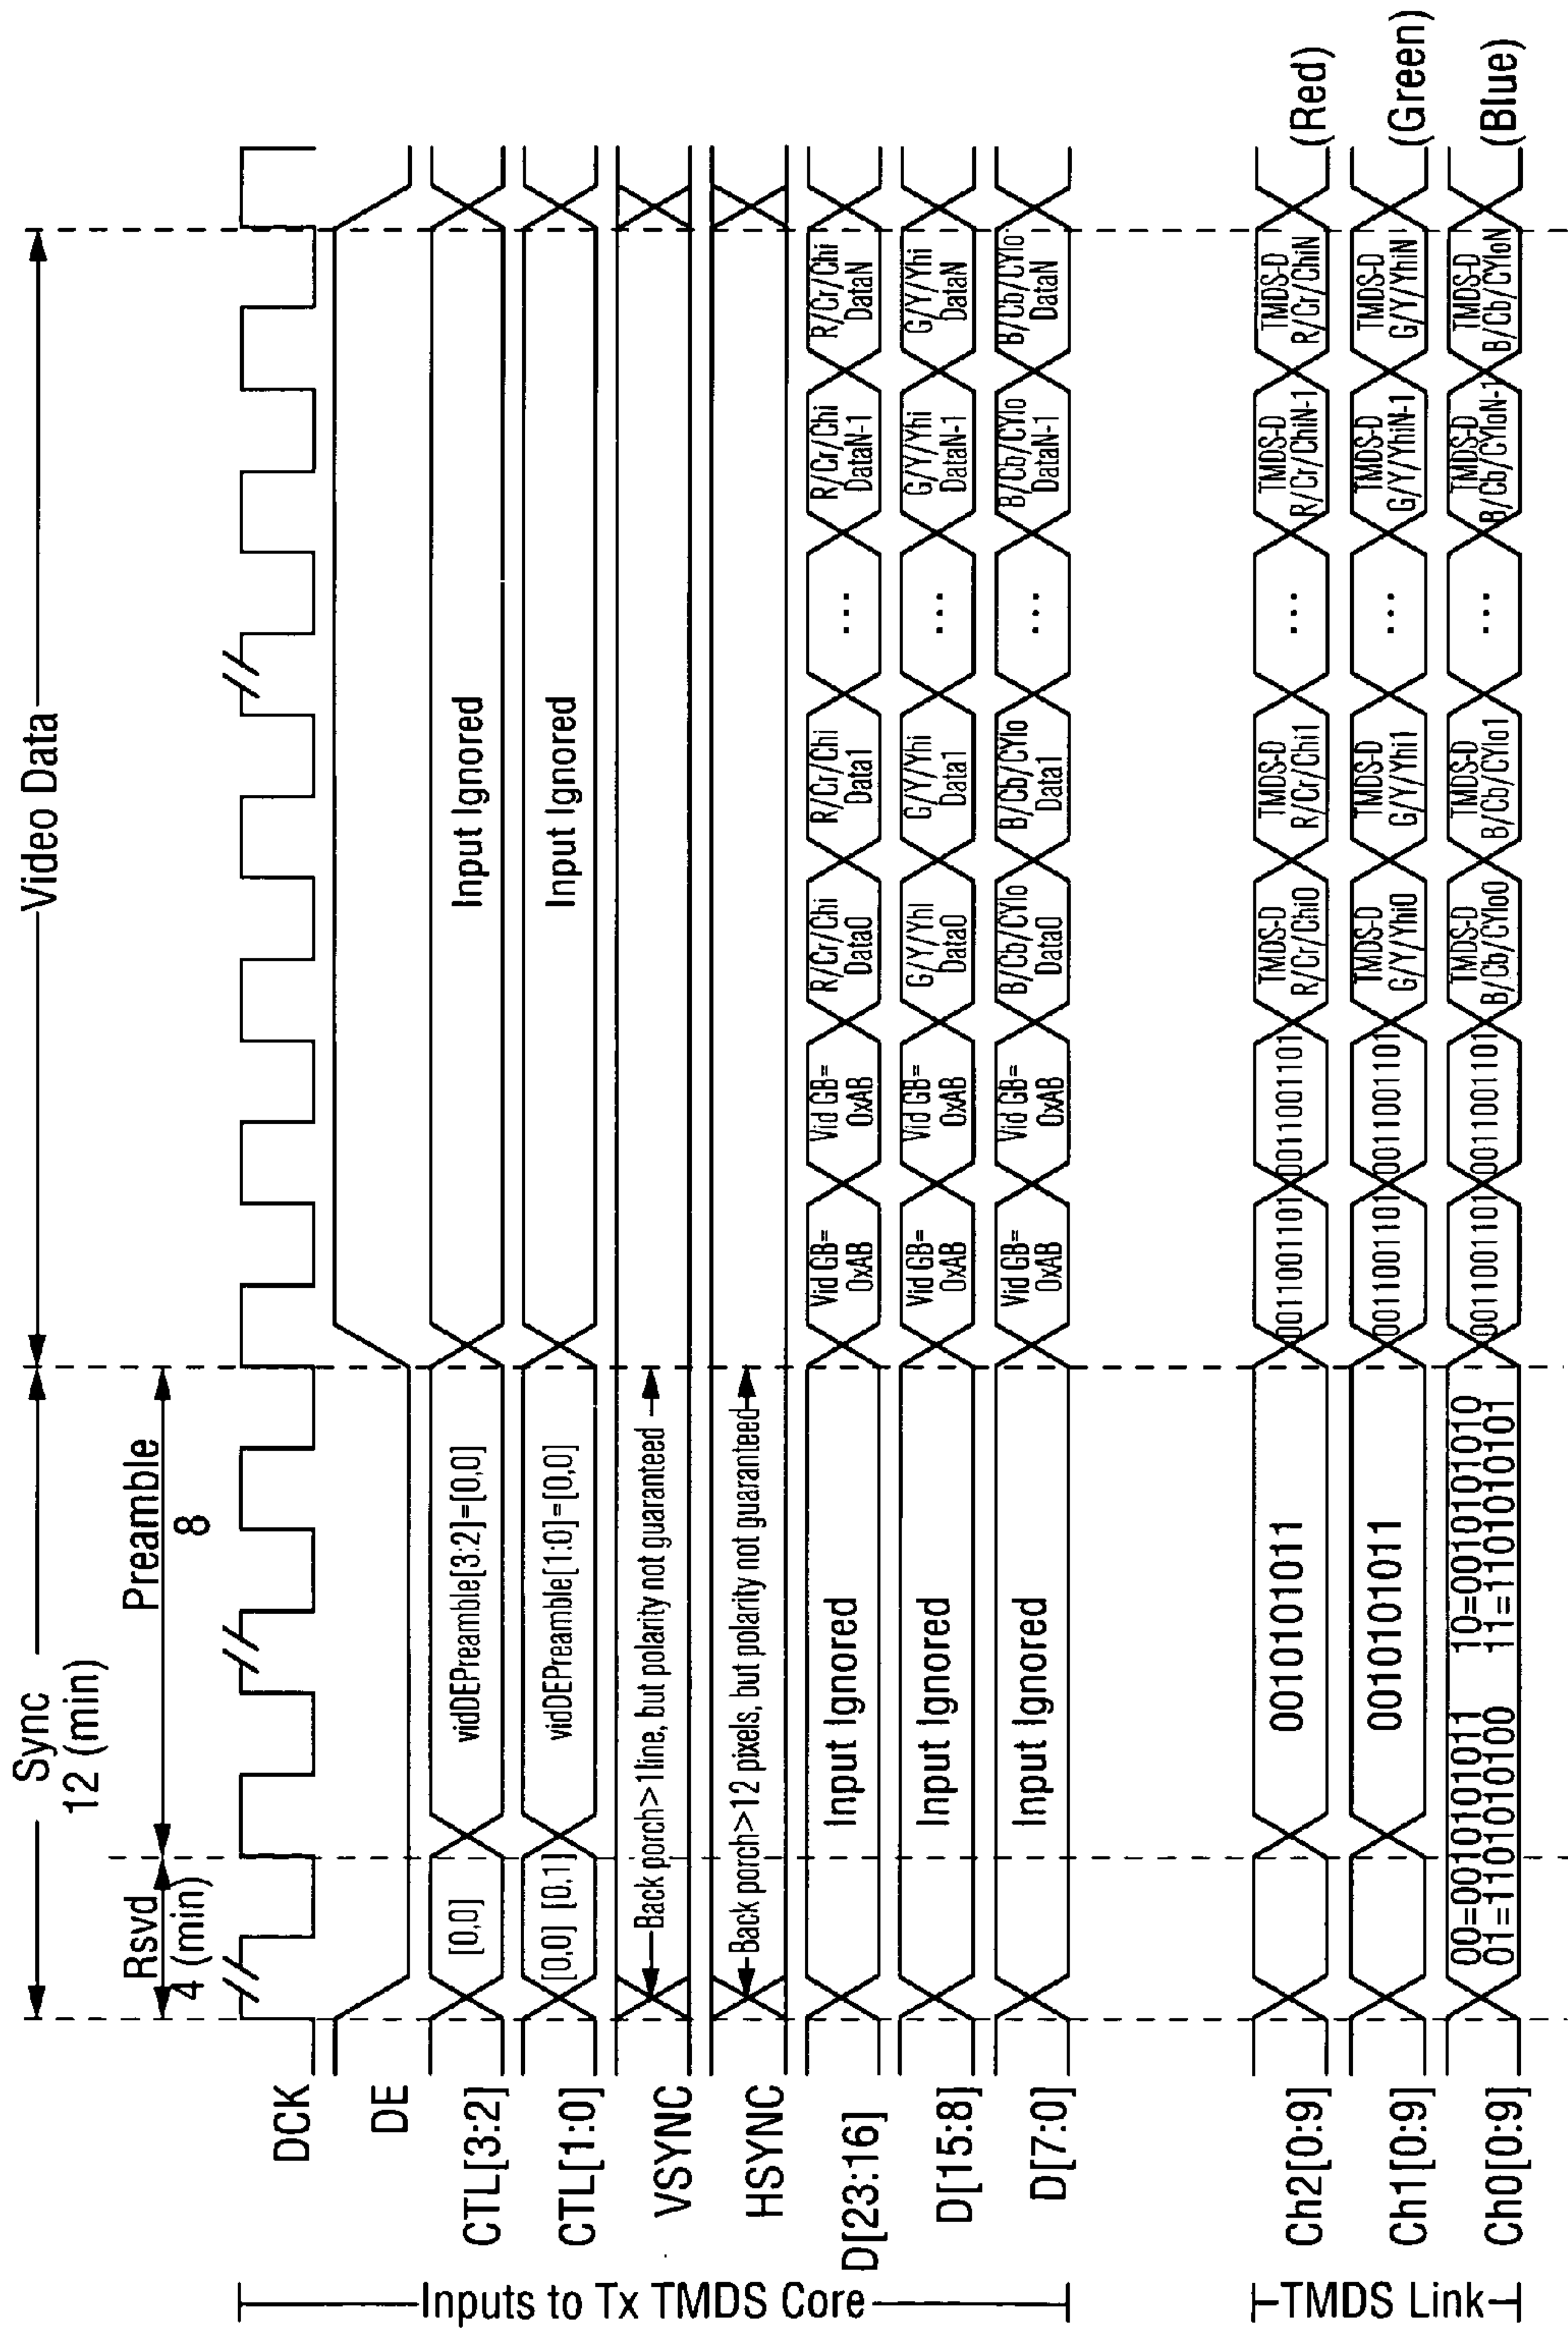 Sync
12 (min)
Video Data
Rsvd
4 (min)
Preamble
8
DCK
DE
CTL[3:2]
[0,0]
vidDEPreamble[3:2]=[0,0]
Input Ignored
CTL[1:0]
[0,0] [0,1]
vidDEPreamble[1:0]=[0,0]
Input Ignored
VSYNC
Back porch>1line, but polarity not guaranteed
HSYNC
Back porch>12 pixels, but polarity not guaranteed
D[23:16]
Input Ignored
Vid GB=
0xAB
Vid GB=
0xAB
R/Cr/Chi
Data0
R/Cr/Chi
Data1
...
R/Cr/Chi
DataN-1
R/Cr/Chi
DataN
D[15:8]
Input Ignored
Vid GB=
0xAB
Vid GB=
0xAB
G/Y/Yhi
Data0
G/Y/Yhi
Data1
...
G/Y/Yhi
DataN-1
G/Y/Yhi
DataN
D[7:0]
Input Ignored
Vid GB=
0xAB
Vid GB=
0xAB
B/Cb/CYlo
Data0
B/Cb/CYlo
Data1
...
B/Cb/CYlo
DataN-1
B/Cb/CYlo
DataN
Inputs to Tx TMDS Core
Ch2[0:9]
0010101011
0011001101
0011001101
TMDS-D
R/Cr/Chi0
TMDS-D
R/Cr/Chi1
...
TMDS-D
R/Cr/ChiN-1
TMDS-D
R/Cr/ChiN
(Red)
Ch1[0:9]
0010101011
0011001101
0011001101
TMDS-D
G/Y/Yhi0
TMDS-D
G/Y/Yhi1
...
TMDS-D
G/Y/YhiN-1
TMDS-D
G/Y/YhiN
(Green)
Ch0[0:9]
00=0010101011 10=0010101010
01=1101010100 11=1101010101
0011001101
0011001101
TMDS-D
B/Cb/CYlo0
TMDS-D
B/Cb/CYlo1
...
TMDS-D
B/Cb/CYloN-1
TMDS-D
B/Cb/CYloN
(Blue)
TMDS Link